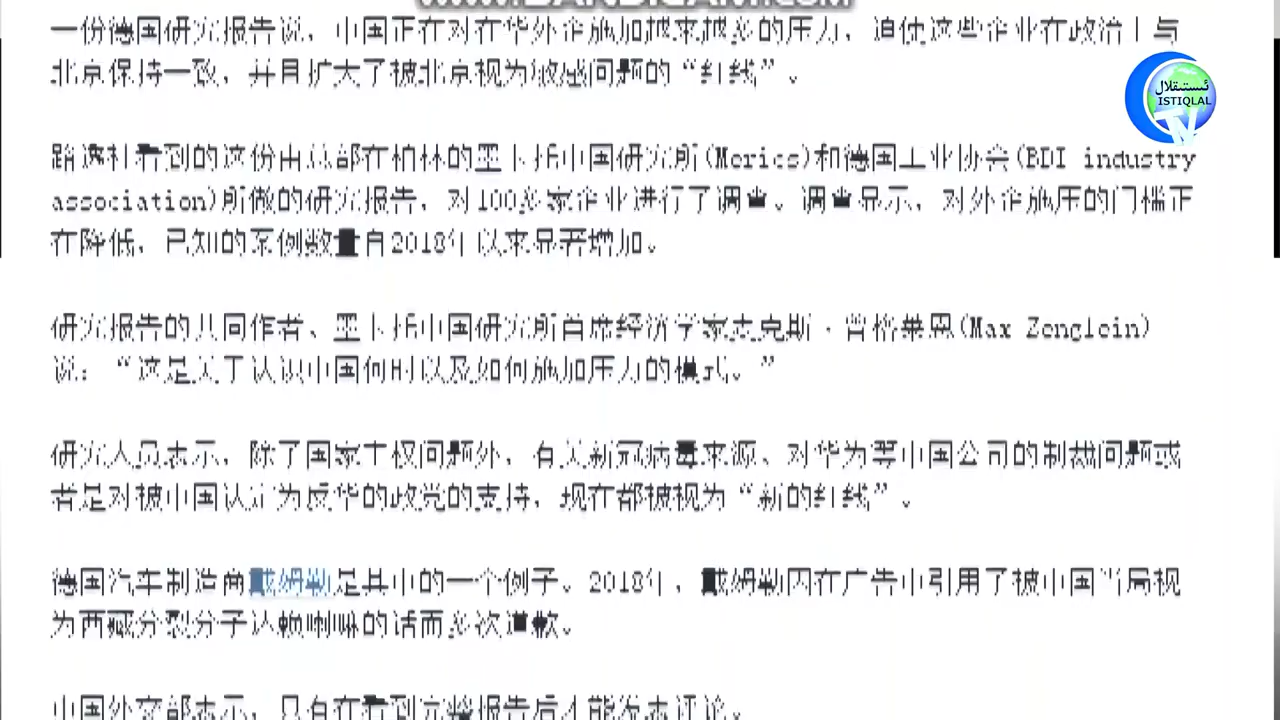 www.BANDICAM.com
一份德国研究报告说，中国正在对在华外企施加越来越多的压力，迫使这些企业在政治上与
北京保持一致，并且扩大了被北京视为敏感问题的“红线”。
ئىستىقلال
ISTIQLAL
TV
路透社看到的这份由总部在柏林的墨卡托中国研究所(Merics)和德国工业协会(BDI industry
association)所做的研究报告，对100多家企业进行了调查。调查显示，对外企施压的门槛正
在降低，已知的案例数量自2018年以来显著增加。
研究报告的共同作者、墨卡托中国研究所首席经济学家麦克斯·曾格莱恩(Max Zenglein)
说：“这是关于认识中国何时以及如何施加压力的模式。”
研究人员表示，除了国家主权问题外，有关新冠病毒来源、对华为等中国公司的制裁问题或
者是对被中国认定为反华的政党的支持，现在都被视为“新的红线”。
德国汽车制造商戴姆勒是其中的一个例子。2018年，戴姆勒因在广告中引用了被中国当局视
为西藏分裂分子达赖喇嘛的话而多次道歉。
中国外交部表示，只有在看到完整报告后才能发表评论。